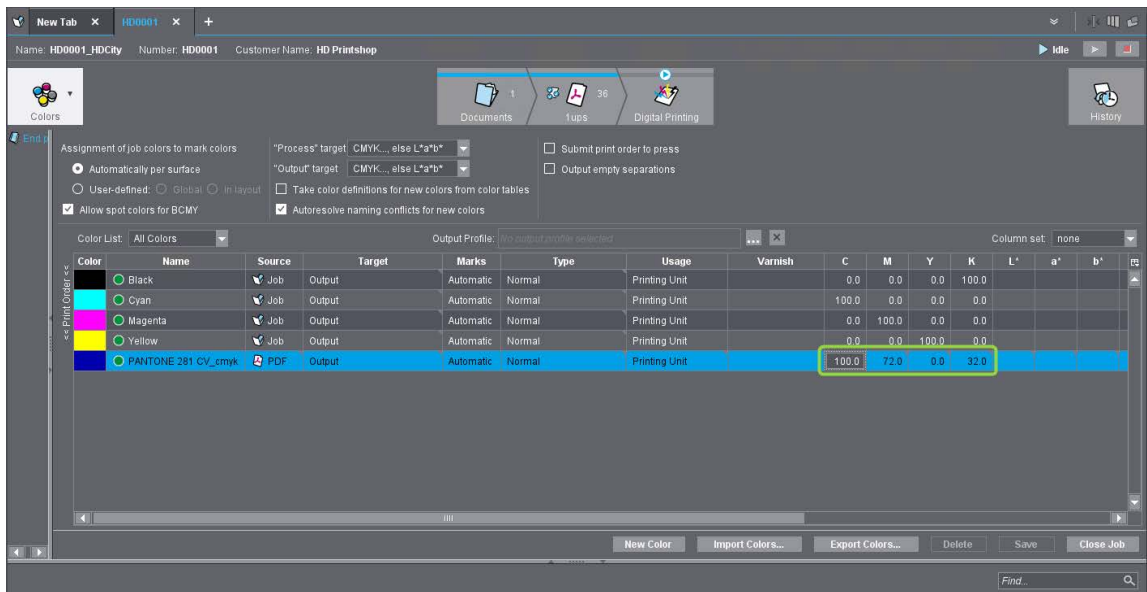 New Tab × HD0001 × +
Name: HD0001_HDCity Number: HD0001 Customer Name: HD Printshop Idle
Colors
Documents 1 1ups 36 Digital Printing
History
End p
Assignment of job colors to mark colors "Process" target CMYK..., else L*a*b* Submit print order to press
Automatically per surface "Output" target CMYK..., else L*a*b* Output empty separations
User-defined: Global In layout Take color definitions for new colors from color tables
Allow spot colors for BCMY Autoresolve naming conflicts for new colors
Color List: All Colors Output Profile: No output profile selected ... × Column set: none
<< Print Order <<
Color Name Source Target Marks Type Usage Varnish C M Y K L* a* b*
Black Job Output Automatic Normal Printing Unit 0.0 0.0 0.0 100.0
Cyan Job Output Automatic Normal Printing Unit 100.0 0.0 0.0 0.0
Magenta Job Output Automatic Normal Printing Unit 0.0 100.0 0.0 0.0
Yellow Job Output Automatic Normal Printing Unit 0.0 0.0 100.0 0.0
PANTONE 281 CV_cmyk PDF Output Automatic Normal Printing Unit 100.0 72.0 0.0 32.0
New Color Import Colors... Export Colors... Delete Save Close Job
Find...